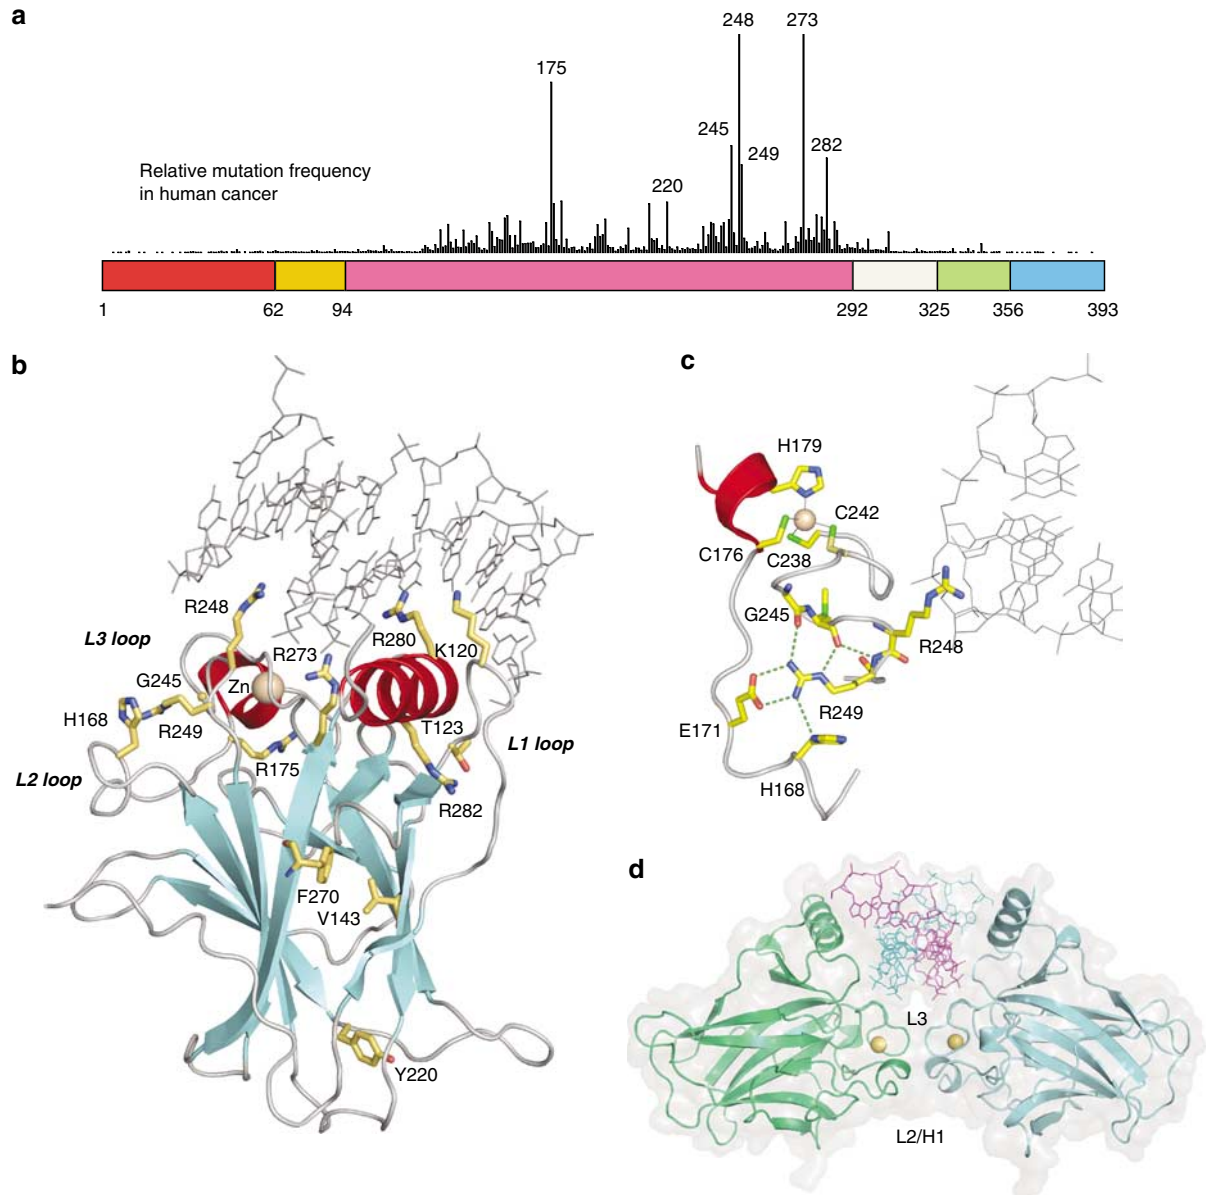 a
248 273
175
245
249
282
Relative mutation frequency
in human cancer
220
1 62 94 292 325 356 393
b
R248
L3 loop
R280
K120
R273
G245
Zn
H168
R249
T123
L1 loop
R175
L2 loop
R282
F270
V143
Y220
c
H179
C242
C176
C238
G245
R248
R249
E171
H168
d
L3
L2/H1